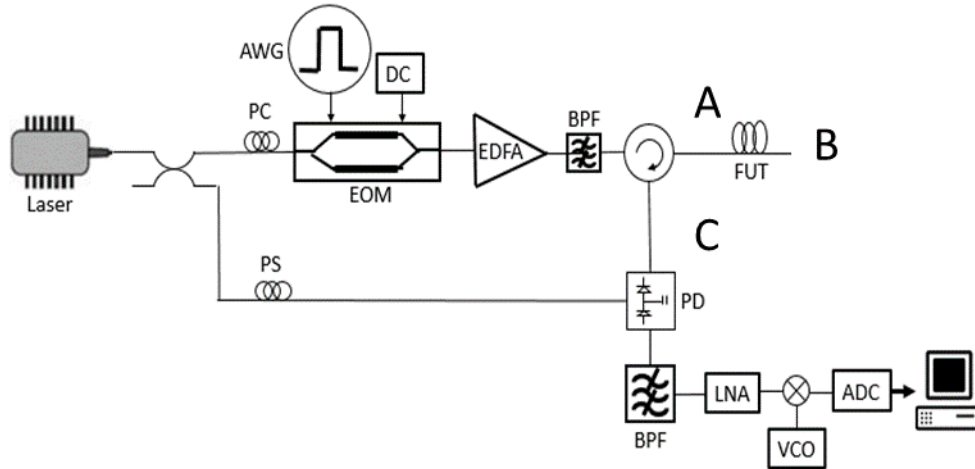 AWG
DC
PC
BPF
A
EDFA
B
FUT
EOM
Laser
C
PS
PD
LNA
ADC
BPF
VCO